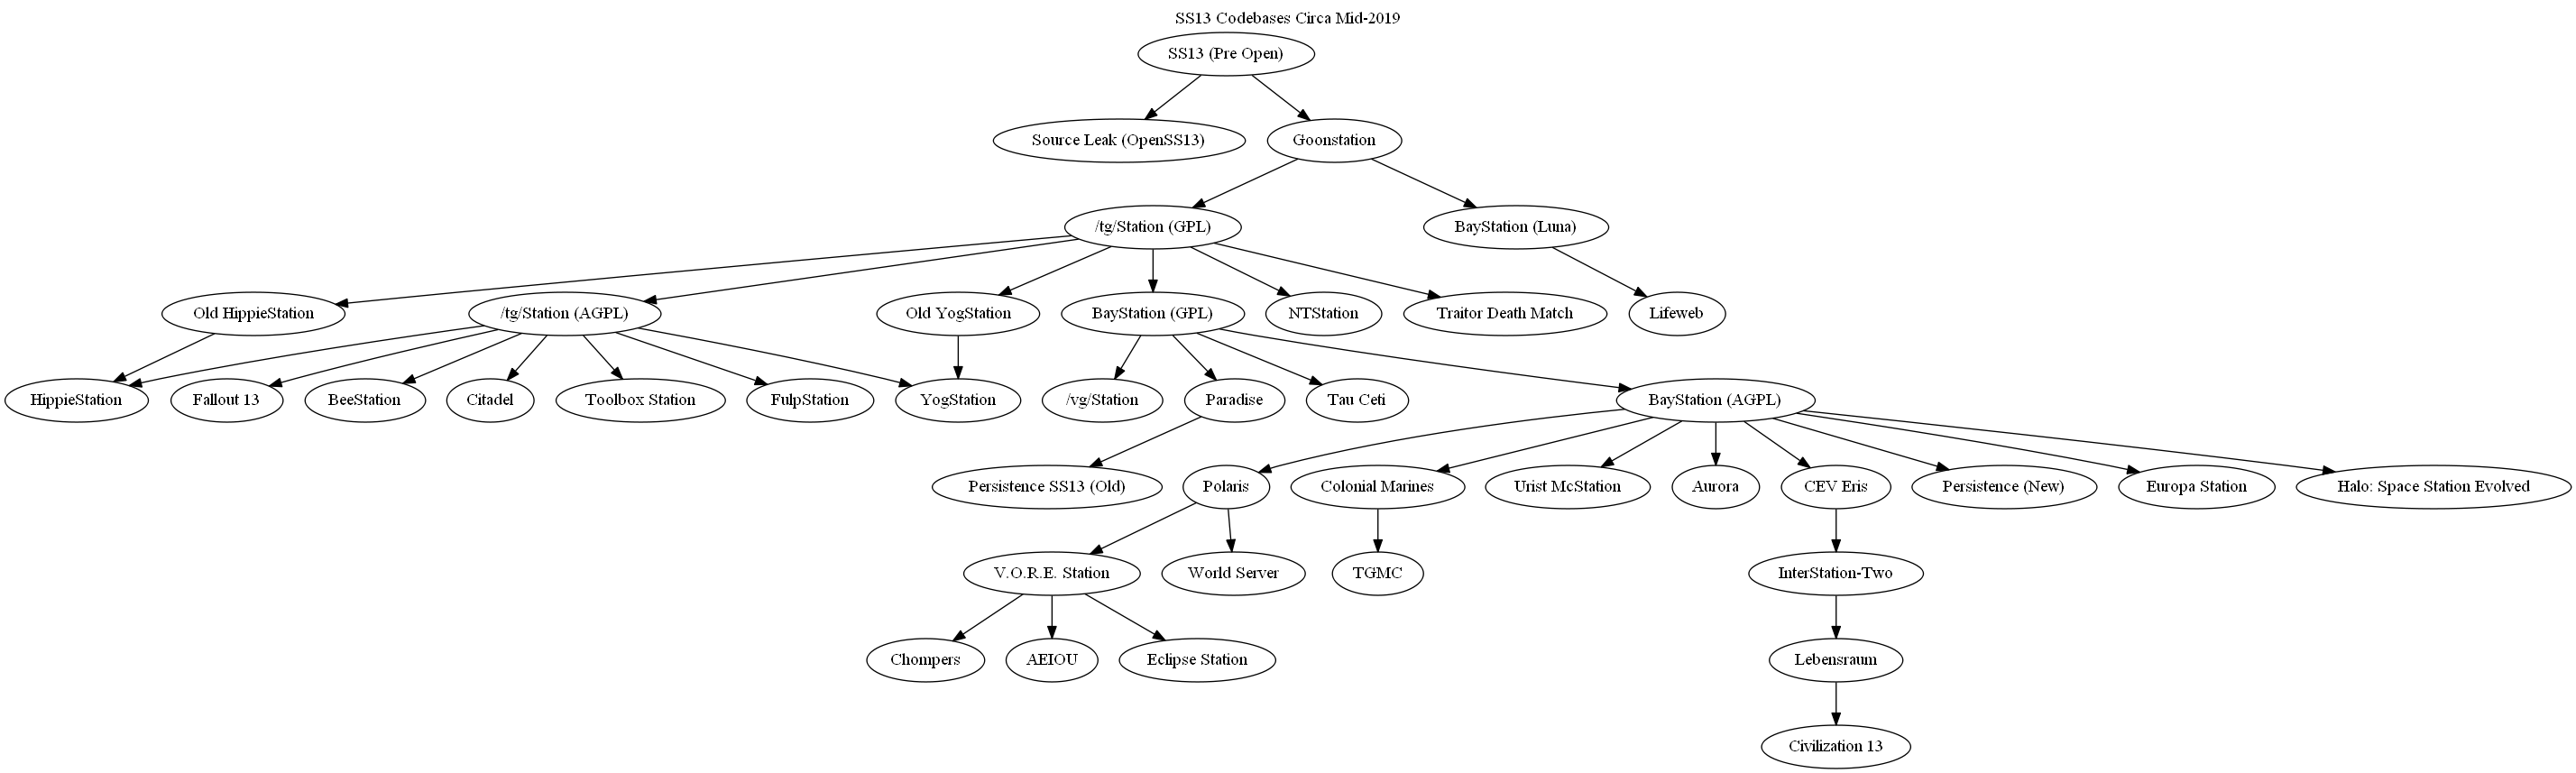 SS13 Codebases Circa Mid-2019
SS13 (Pre Open)
Source Leak (OpenSS13)
Goonstation
/tg/Station (GPL)
BayStation (Luna)
Old HippieStation
/tg/Station (AGPL)
Old YogStation
BayStation (GPL)
NTStation
Traitor Death Match
Lifeweb
HippieStation
Fallout 13
BeeStation
Citadel
Toolbox Station
FulpStation
YogStation
/vg/Station
Paradise
Tau Ceti
BayStation (AGPL)
Persistence SS13 (Old)
Polaris
Colonial Marines
Urist McStation
Aurora
CEV Eris
Persistence (New)
Europa Station
Halo: Space Station Evolved
V.O.R.E. Station
World Server
TGMC
InterStation-Two
Chompers
AEIOU
Eclipse Station
Lebensraum
Civilization 13